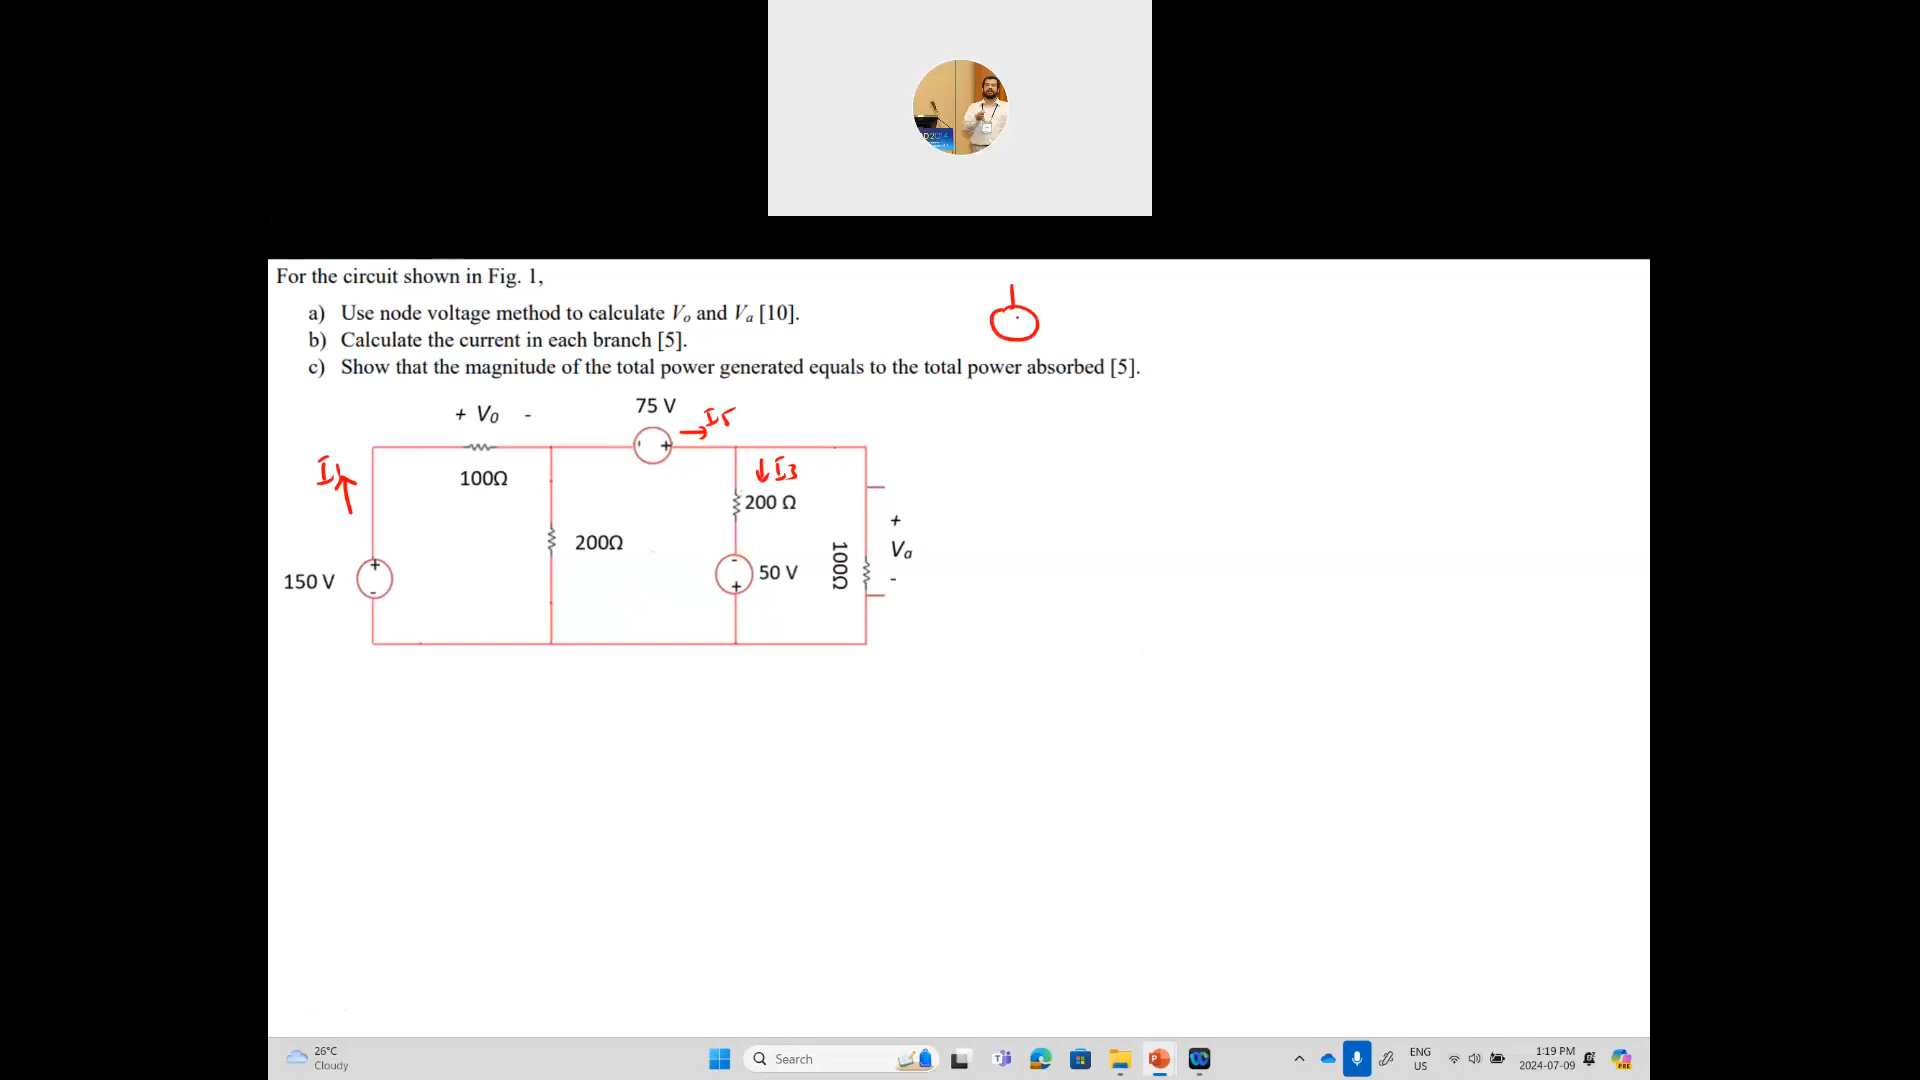 For the circuit shown in Fig. 1,
a) Use node voltage method to calculate Vo and Va [10].
b) Calculate the current in each branch [5].
c) Show that the magnitude of the total power generated equals to the total power absorbed [5].
+ Vo -
75 V
I5
I1
100Ω
I3
200 Ω
+
200Ω
Va
100Ω
-
150 V
+
-
-
50 V
+
- +
26°C
Cloudy
Search
ENG
US
1:19 PM
2024-07-09
PRE